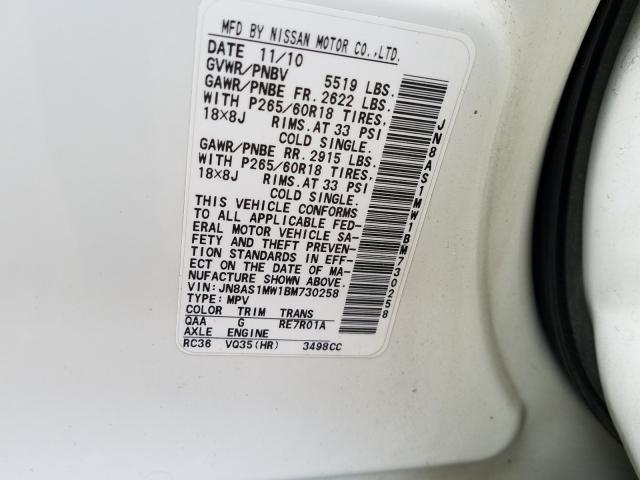 MFD BY NISSAN MOTOR CO.,LTD.
DATE 11/10
GVWR/PNBV 5519 LBS.
GAWR/PNBE FR. 2622 LBS.
WITH P265/60R18 TIRES,
18×8J RIMS.AT 33 PSI
COLD SINGLE.
GAWR/PNBE RR. 2915 LBS.
WITH P265/60R18 TIRES,
18×8J RIMS.AT 33 PSI
COLD SINGLE.
THIS VEHICLE CONFORMS
TO ALL APPLICABLE FED-
ERAL MOTOR VEHICLE SA-
FETY AND THEFT PREVEN-
TION STANDARDS IN EFF-
ECT ON THE DATE OF MA-
NUFACTURE SHOWN ABOVE.
VIN: JN8AS1MW1BM730258
TYPE: MPV
COLOR TRIM TRANS
QAA G RE7R01A
AXLE ENGINE
RC36 VQ35(HR) 3498CC
JN8AS1MW1BM730258